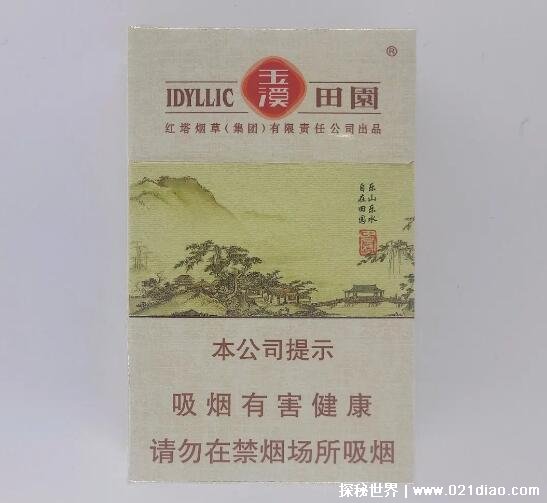 ®
IDYLLIC 玉溪 田園
红塔烟草(集团)有限责任公司出品
乐山乐水
自在田园
本公司提示
吸烟有害健康
请勿在禁烟场所吸烟
探秘世界|www.021diao.com